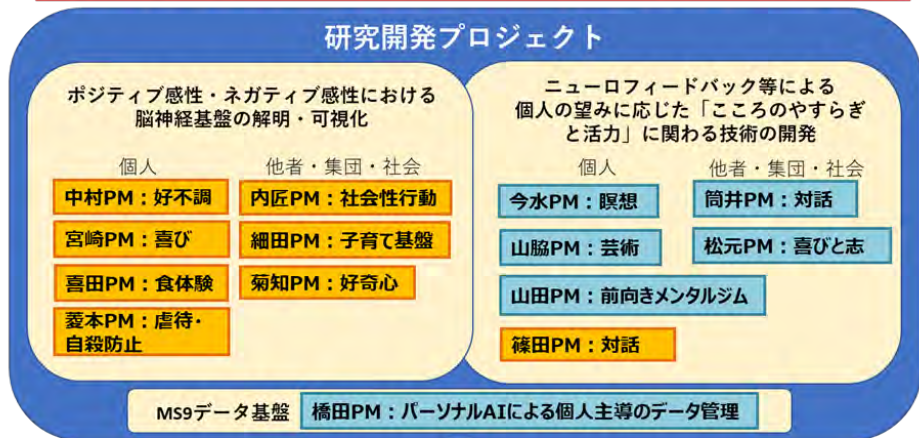 研究開発プロジェクト
ポジティブ感性・ネガティブ感性における
脳神経基盤の解明・可視化
個人
他者・集団・社会
中村PM：好不調
内匠PM：社会性行動
宮崎PM：喜び
細田PM：子育て基盤
喜田PM：食体験
菊知PM：好奇心
菱本PM：虐待・
自殺防止
ニューロフィードバック等による
個人の望みに応じた「こころのやすらぎ
と活力」に関わる技術の開発
個人
他者・集団・社会
今水PM：瞑想
筒井PM：対話
山脇PM：芸術
松元PM：喜びと志
山田PM：前向きメンタルジム
篠田PM：対話
MS9データ基盤
橋田PM：パーソナルAIによる個人主導のデータ管理